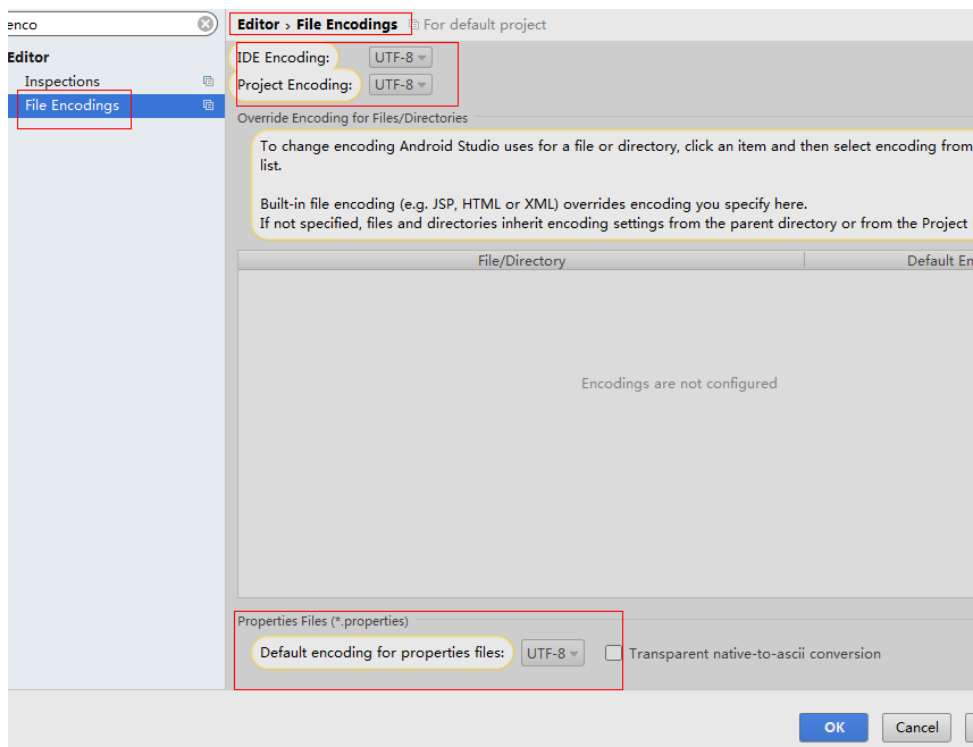 enco
Editor
Inspections
File Encodings
Editor › File Encodings For default project
IDE Encoding: UTF-8
Project Encoding: UTF-8
Override Encoding for Files/Directories
To change encoding Android Studio uses for a file or directory, click an item and then select encoding from
list.
Built-in file encoding (e.g. JSP, HTML or XML) overrides encoding you specify here.
If not specified, files and directories inherit encoding settings from the parent directory or from the Project
File/Directory Default En
Encodings are not configured
Properties Files (*.properties)
Default encoding for properties files: UTF-8 Transparent native-to-ascii conversion
OK Cancel